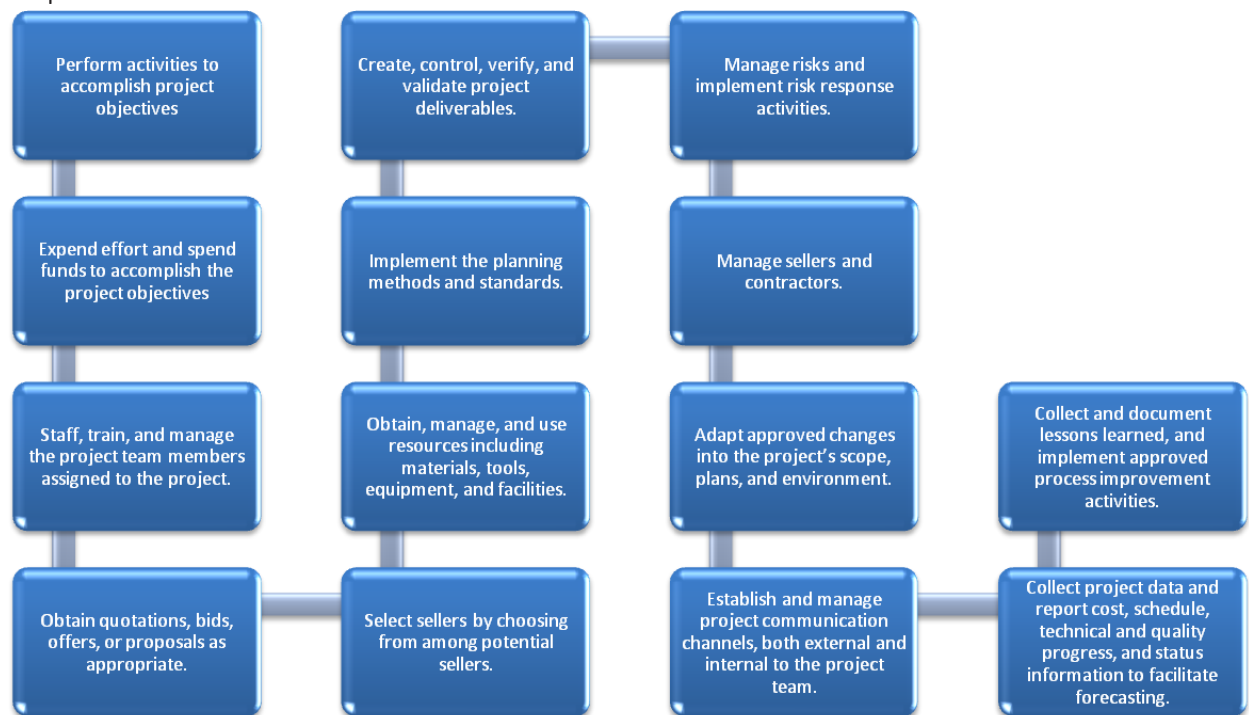 Perform activities to
accomplish project
objectives
Expend effort and spend
funds to accomplish the
project objectives
Staff, train, and manage
the project team members
assigned to the project.
Obtain quotations, bids,
offers, or proposals as
appropriate.
Select sellers by choosing
from among potential
sellers.
Obtain, manage, and use
resources including
materials, tools,
equipment, and facilities.
Implement the planning
methods and standards.
Create, control, verify, and
validate project
deliverables.
Manage risks and
implement risk response
activities.
Manage sellers and
contractors.
Adapt approved changes
into the project’s scope,
plans, and environment.
Establish and manage
project communication
channels, both external and
internal to the project
team.
Collect project data and
report cost, schedule,
technical and quality
progress, and status
information to facilitate
forecasting.
Collect and document
lessons learned, and
implement approved
process improvement
activities.